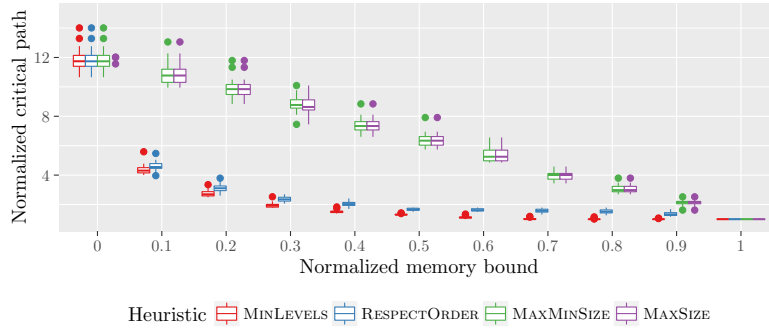 Normalized critical path
12
8
4
0 0.1 0.2 0.3 0.4 0.5 0.6 0.7 0.8 0.9 1
Normalized memory bound
Heuristic MINLEVELS RESPECTORDER MAXMINSIZE MAXSIZE